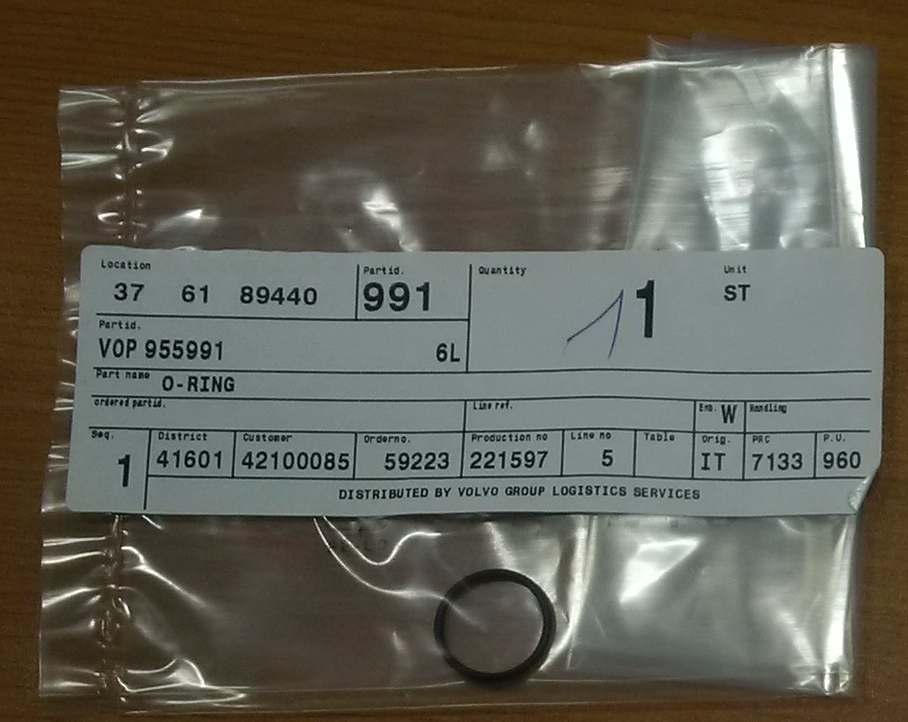 Location
Partid.
Quantity
Unit
37 61 89440
991
1
1
ST
Partid.
VOP 955991
6L
Part name
O-RING
ordered partid.
Line ref.
Emb.
W
Handling
Seq.
District
Customer
Orderno.
Production no
Line no
Table
Orig.
PRC
P.U.
1
41601
42100085
59223
221597
5
IT
7133
960
DISTRIBUTED BY VOLVO GROUP LOGISTICS SERVICES